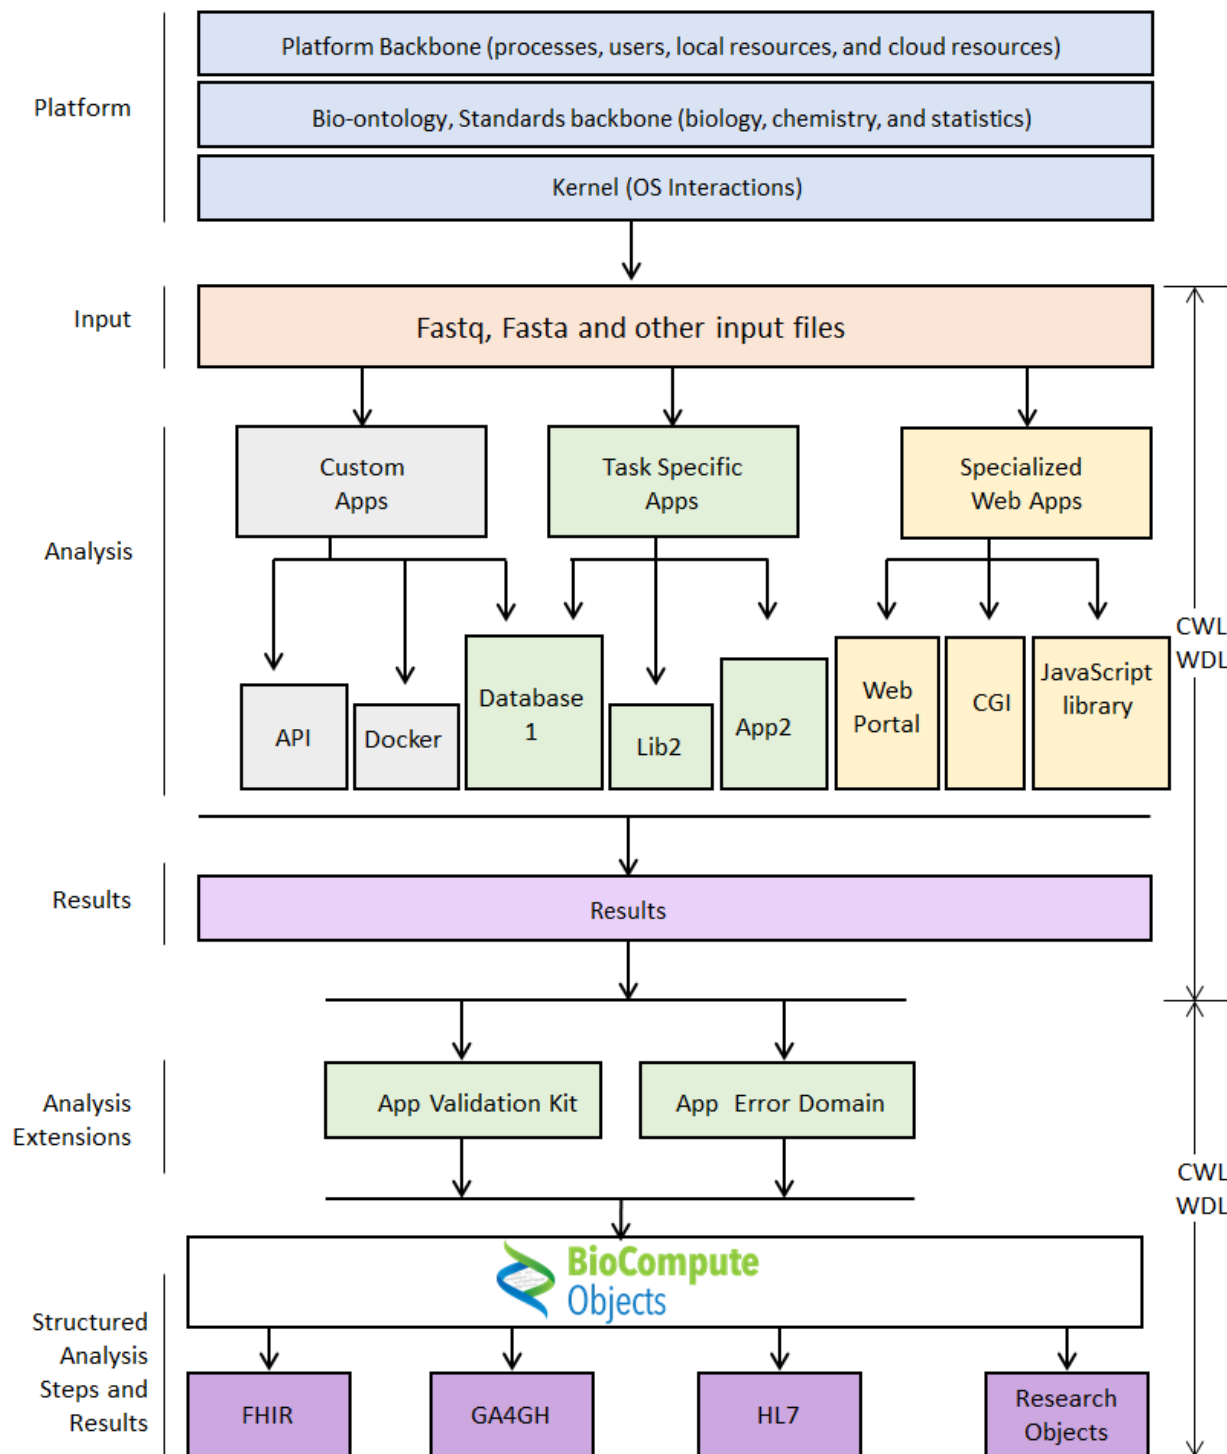 Platform Backbone (processes, users, local resources, and cloud resources)
Platform
Bio-ontology, Standards backbone (biology, chemistry, and statistics)
Kernel (OS Interactions)
Input
Fastq, Fasta and other input files
Analysis
Custom
Apps
Task Specific
Apps
Specialized
Web Apps
API
Docker
Database
1
Lib2
App2
Web
Portal
CGI
JavaScript
library
CWL
WDL
Results
Results
Analysis
Extensions
App Validation Kit
App Error Domain
CWL
WDL
BioCompute
Objects
Structured
Analysis
Steps and
Results
FHIR
GA4GH
HL7
Research
Objects